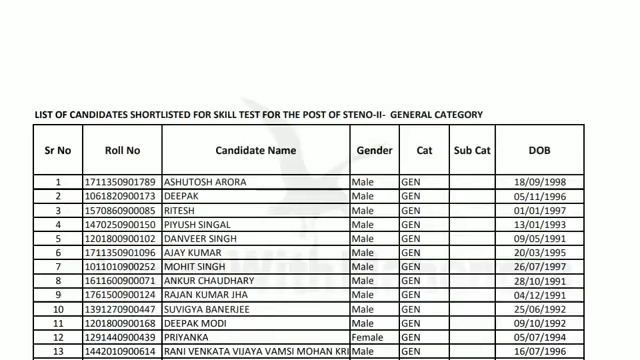 LIST OF CANDIDATES SHORTLISTED FOR SKILL TEST FOR THE POST OF STENO-II- GENERAL CATEGORY
Sr No Roll No Candidate Name Gender Cat Sub Cat DOB
1 1711350901789 ASHUTOSH ARORA Male GEN 18/09/1998
2 1061820900173 DEEPAK Male GEN 05/11/1996
3 1570860900085 RITESH Male GEN 01/01/1997
4 1470250900150 PIYUSH SINGAL Male GEN 13/01/1993
5 1201800900102 DANVEER SINGH Male GEN 09/05/1991
6 1711350901096 AJAY KUMAR Male GEN 20/03/1995
7 1011010900252 MOHIT SINGH Male GEN 26/07/1997
8 1611600900071 ANKUR CHAUDHARY Male GEN 28/10/1991
9 1761500900124 RAJAN KUMAR JHA Male GEN 04/12/1991
10 1391270900447 SUVIGYA BANERJEE Male GEN 25/06/1992
11 1201800900168 DEEPAK MODI Male GEN 09/10/1992
12 1291440900994 PRIYANKA Female GEN 05/09/1994
13 1442010900614 RANI VENKATA VIJAYA VAMSI MOHAN KRI Male GEN 16/07/1996